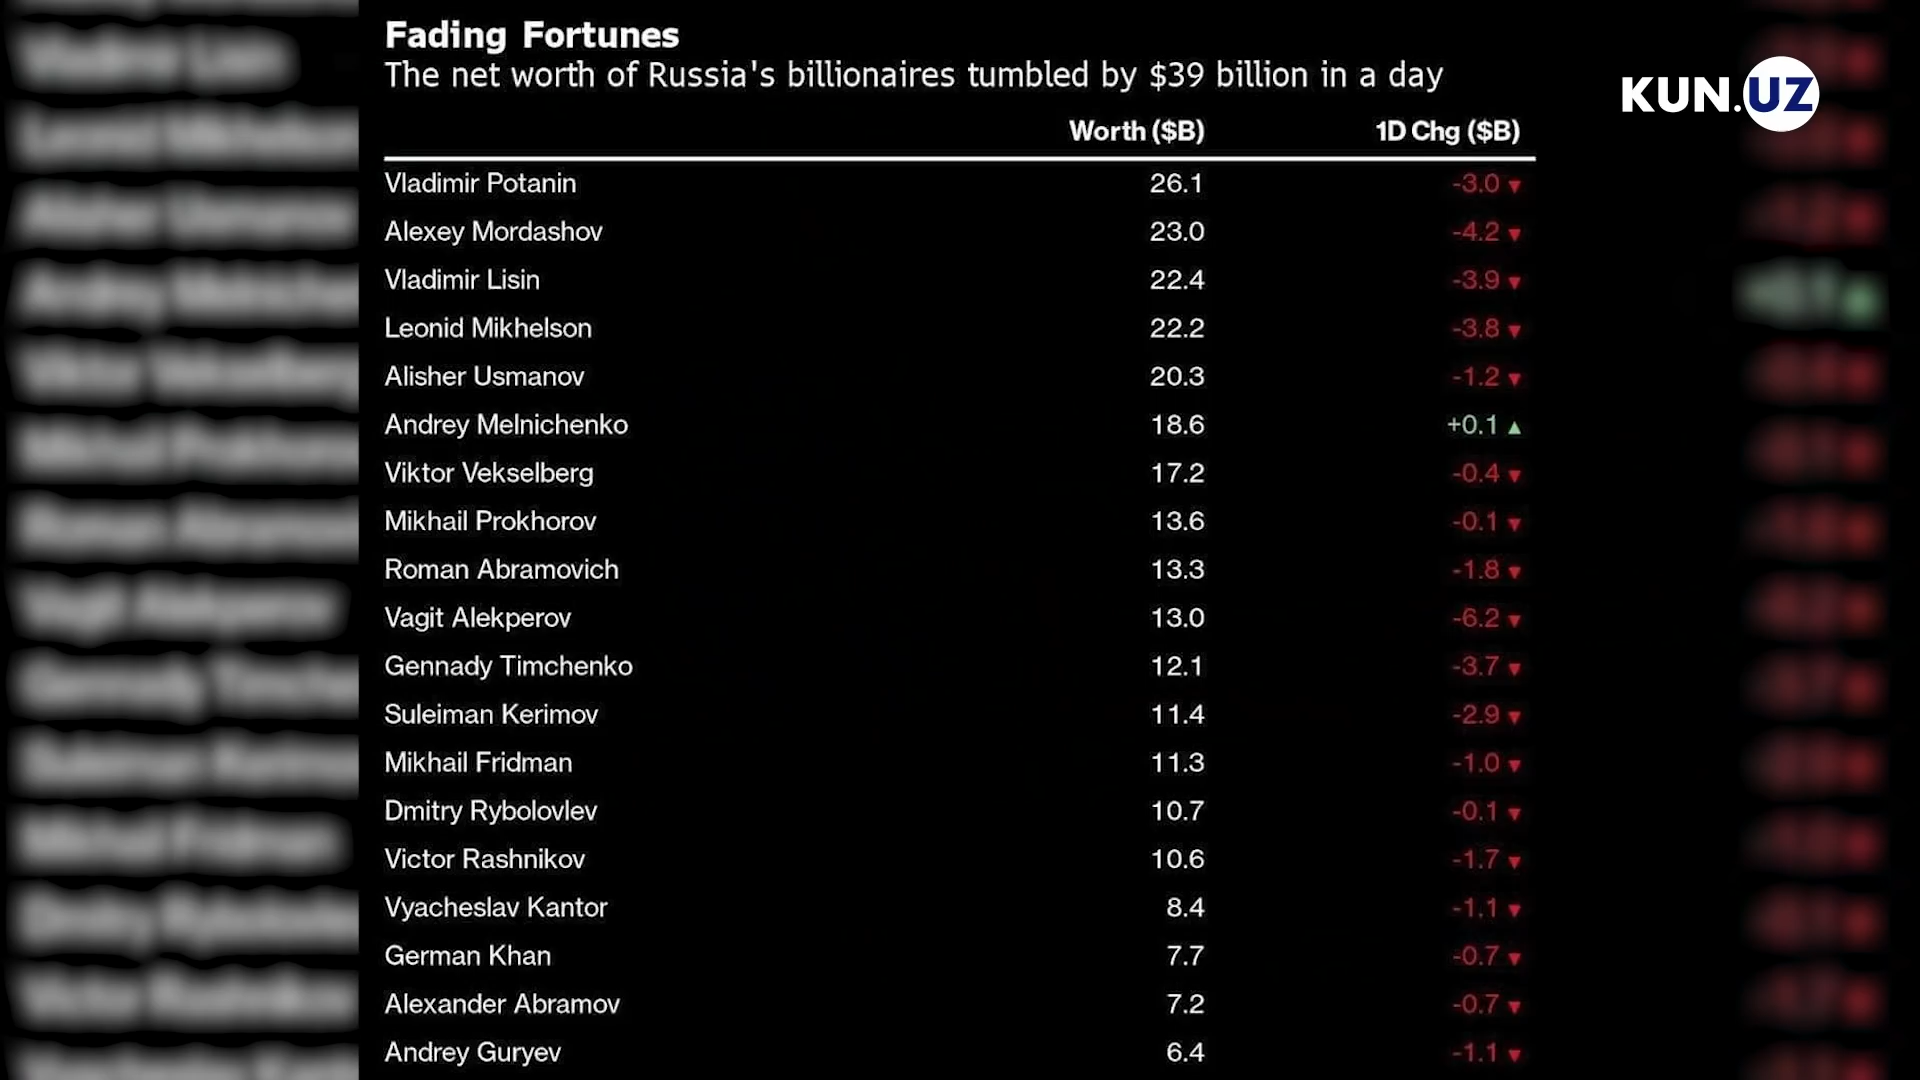 Fading Fortunes
The net worth of Russia's billionaires tumbled by $39 billion in a day
KUN.UZ
Worth ($B) 1D Chg ($B)
Vladimir Potanin 26.1 -3.0 ▼
Alexey Mordashov 23.0 -4.2 ▼
Vladimir Lisin 22.4 -3.9 ▼
Leonid Mikhelson 22.2 -3.8 ▼
Alisher Usmanov 20.3 -1.2 ▼
Andrey Melnichenko 18.6 +0.1 ▲
Viktor Vekselberg 17.2 -0.4 ▼
Mikhail Prokhorov 13.6 -0.1 ▼
Roman Abramovich 13.3 -1.8 ▼
Vagit Alekperov 13.0 -6.2 ▼
Gennady Timchenko 12.1 -3.7 ▼
Suleiman Kerimov 11.4 -2.9 ▼
Mikhail Fridman 11.3 -1.0 ▼
Dmitry Rybolovlev 10.7 -0.1 ▼
Victor Rashnikov 10.6 -1.7 ▼
Vyacheslav Kantor 8.4 -1.1 ▼
German Khan 7.7 -0.7 ▼
Alexander Abramov 7.2 -0.7 ▼
Andrey Guryev 6.4 -1.1 ▼